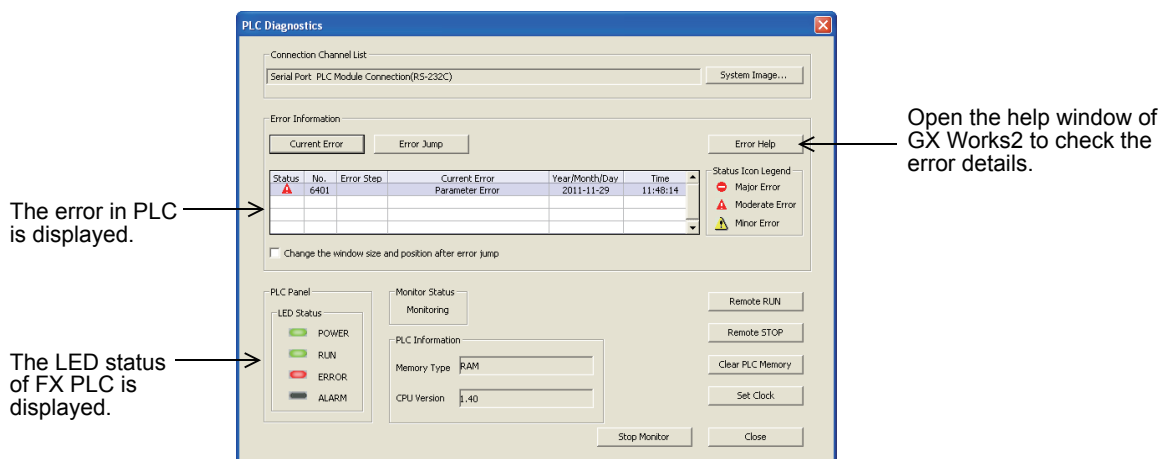 PLC Diagnostics
Connection Channel List
Serial Port PLC Module Connection(RS-232C)
System Image...
Error Information
Current Error
Error Jump
Error Help
Open the help window of
GX Works2 to check the
error details.
Status No. Error Step Current Error Year/Month/Day Time
6401 Parameter Error 2011-11-29 11:48:14
Status Icon Legend
Major Error
Moderate Error
Minor Error
The error in PLC
is displayed.
Change the window size and position after error jump
PLC Panel
LED Status
POWER
RUN
ERROR
ALARM
The LED status
of FX PLC is
displayed.
Monitor Status
Monitoring
PLC Information
Memory Type RAM
CPU Version 1.40
Remote RUN
Remote STOP
Clear PLC Memory
Set Clock
Stop Monitor
Close